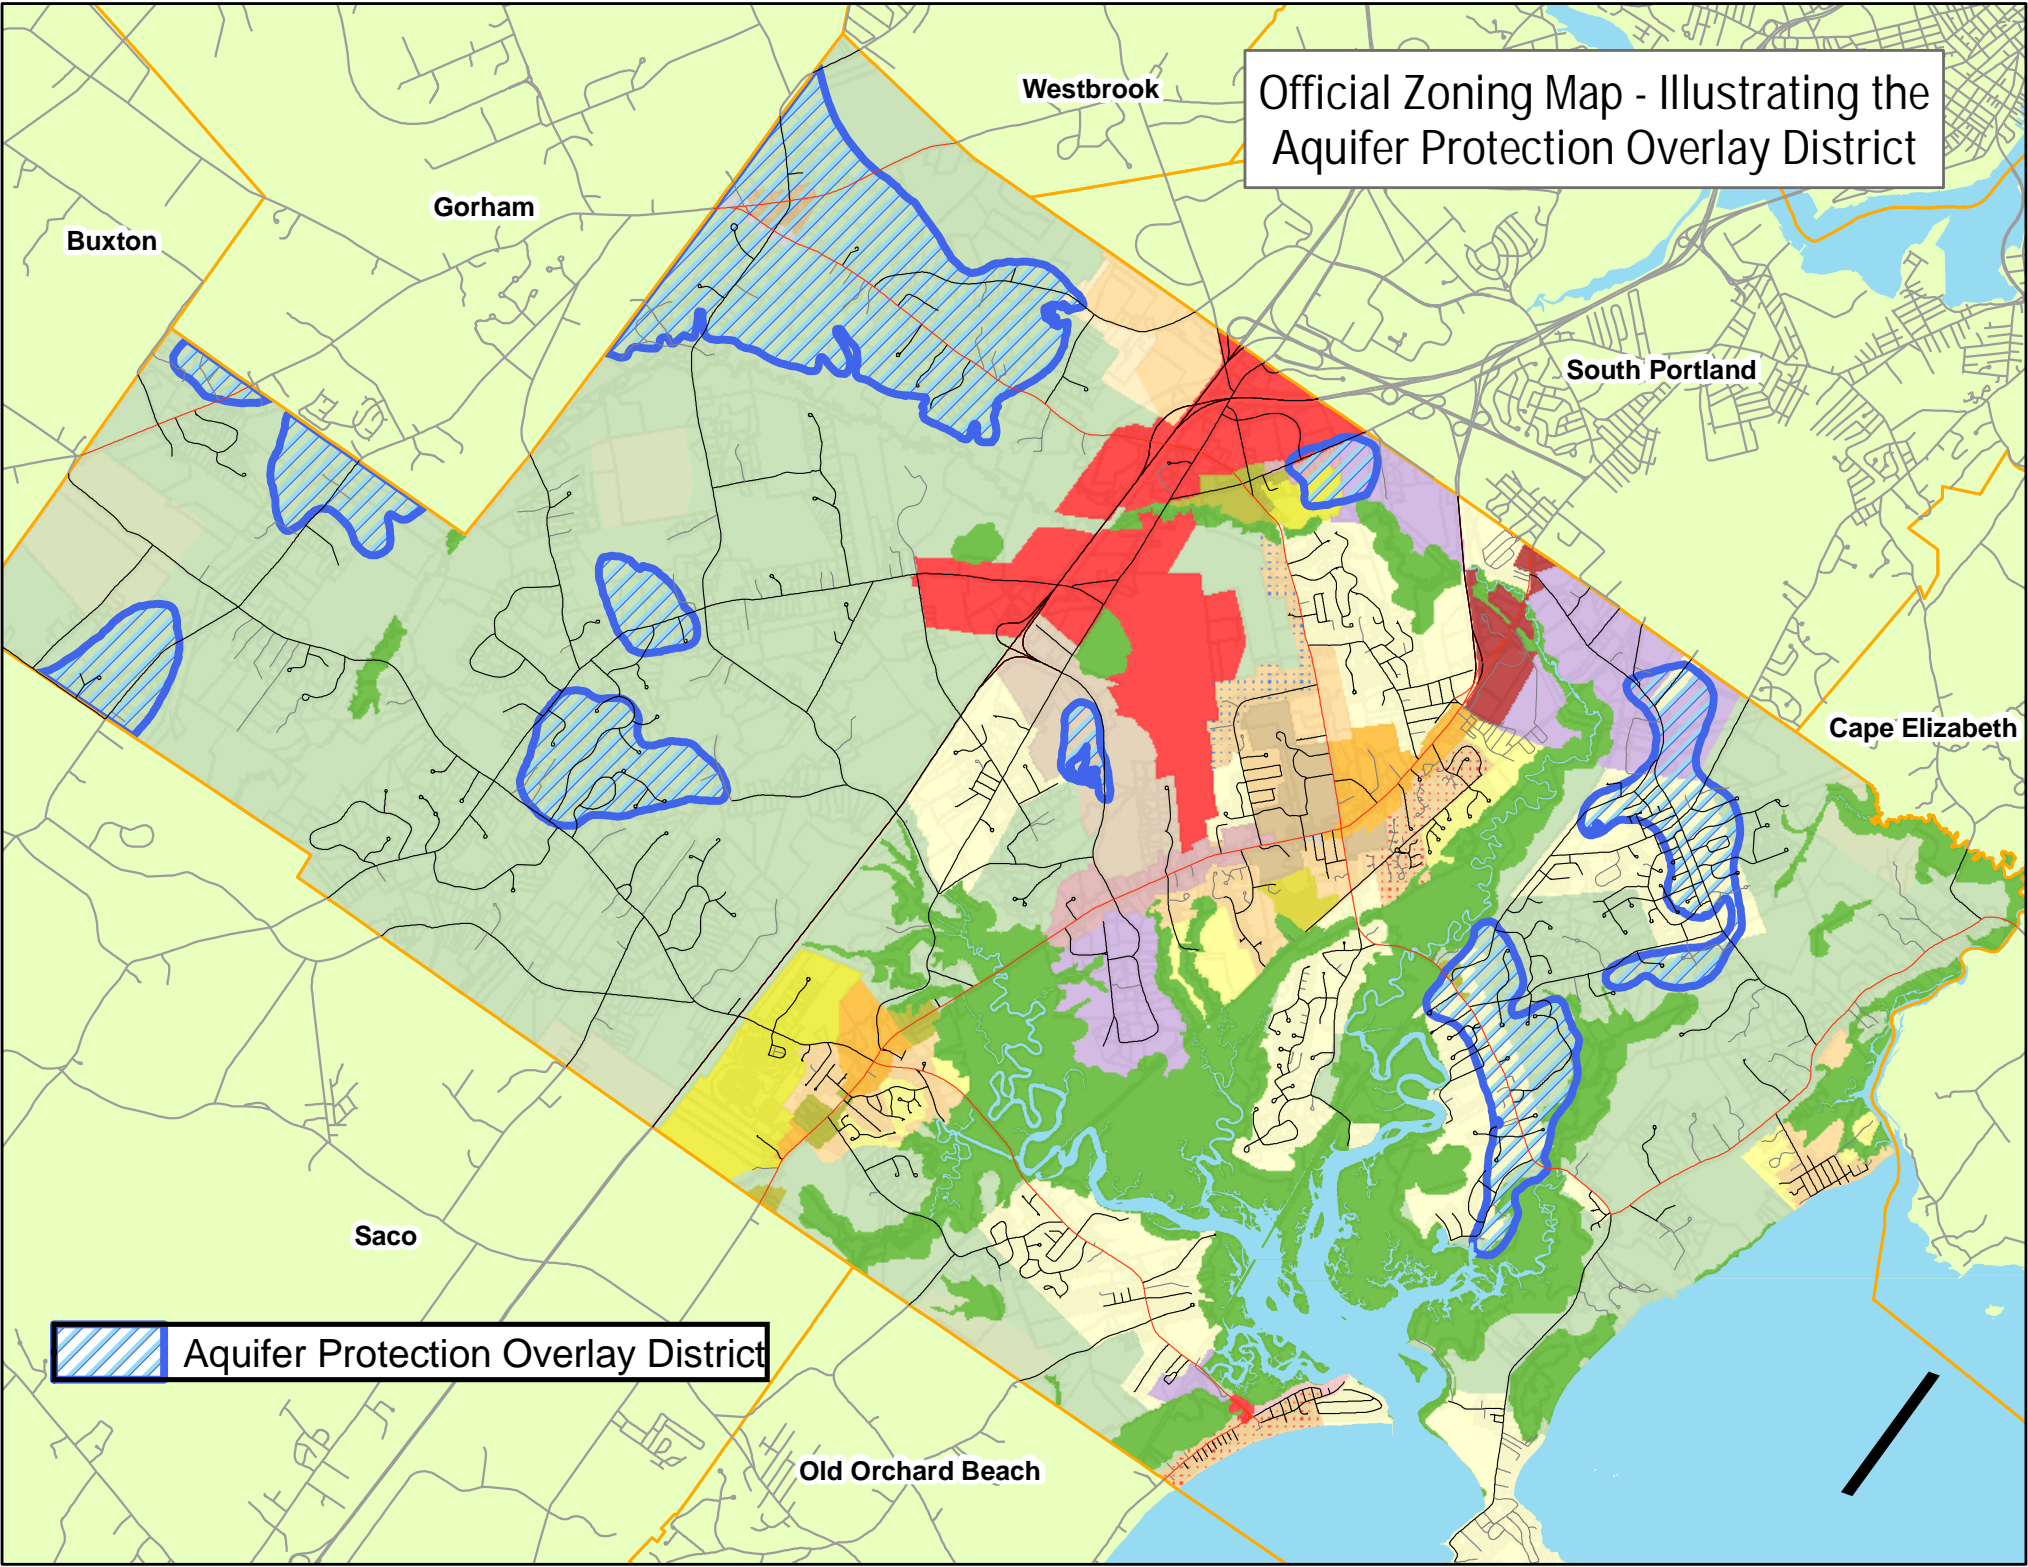 Official Zoning Map - Illustrating the
Aquifer Protection Overlay District
Westbrook
Gorham
Buxton
South Portland
Cape Elizabeth
Saco
Aquifer Protection Overlay District
Old Orchard Beach